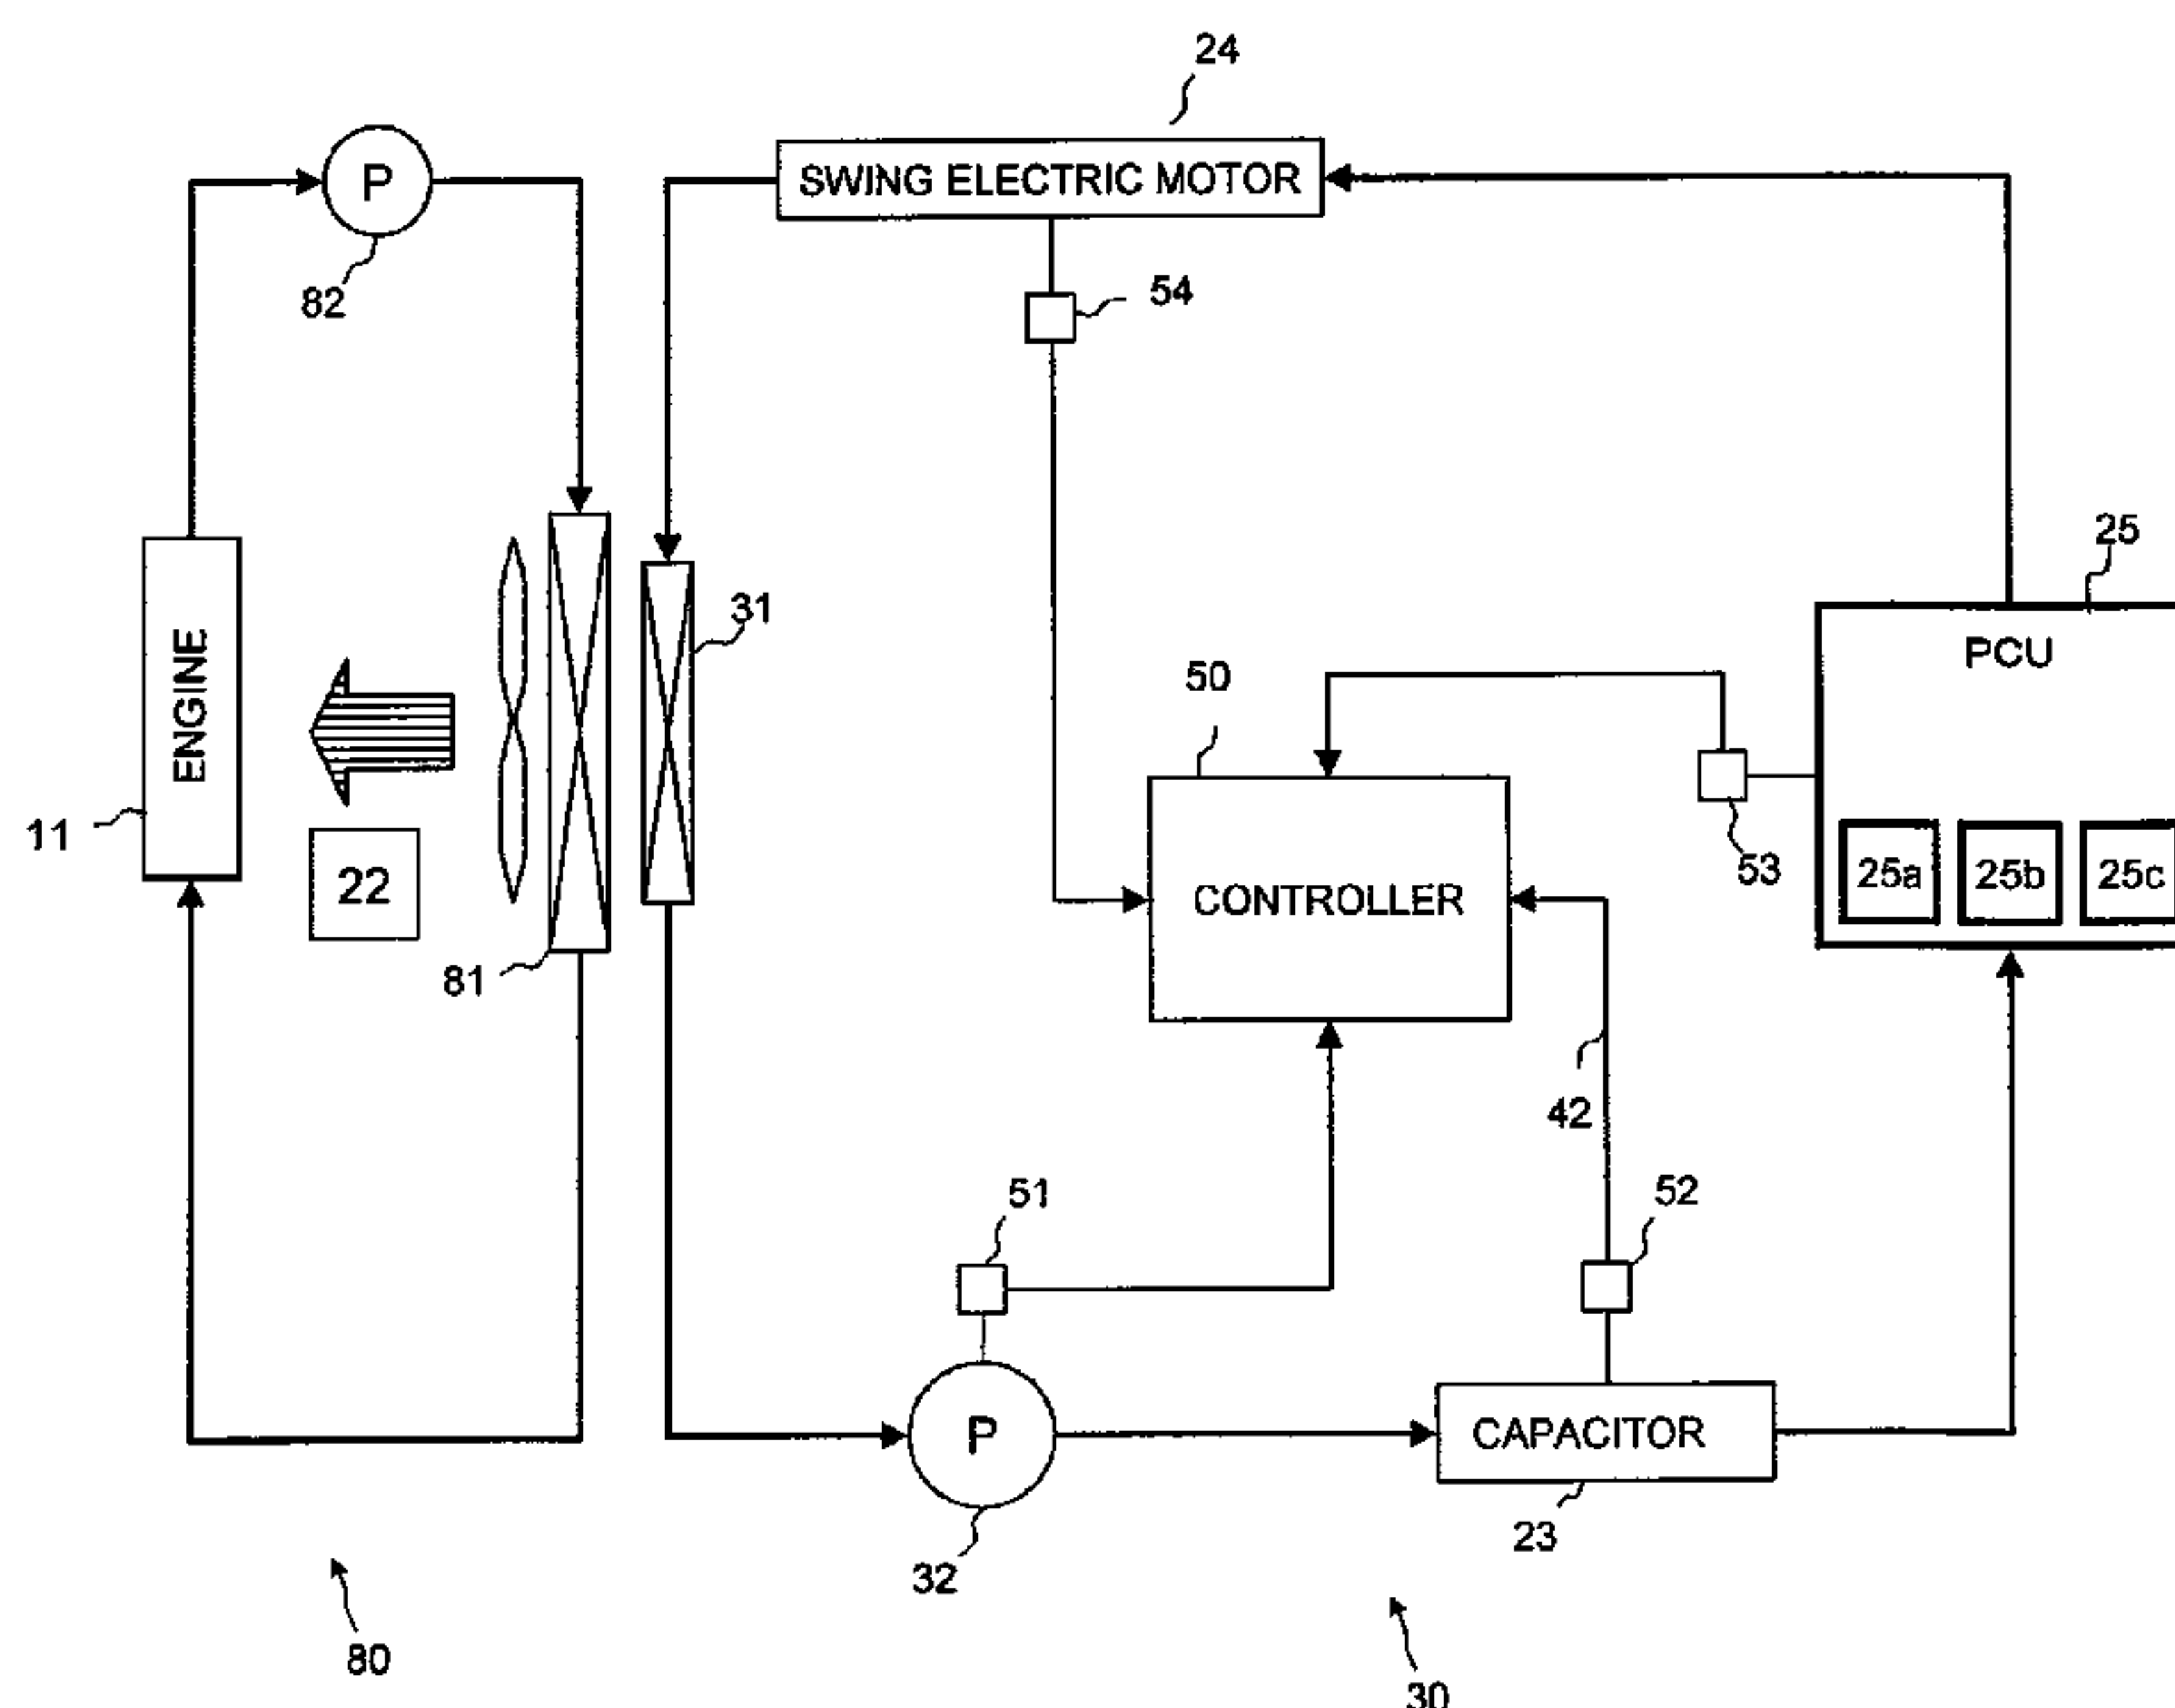 24
P
SWING ELECTRIC MOTOR
82
54
25
31
PCU
50
ENGINE
11
22
53
25a
25b
25c
CONTROLLER
81
42
51
52
P
CAPACITOR
32
23
80
30